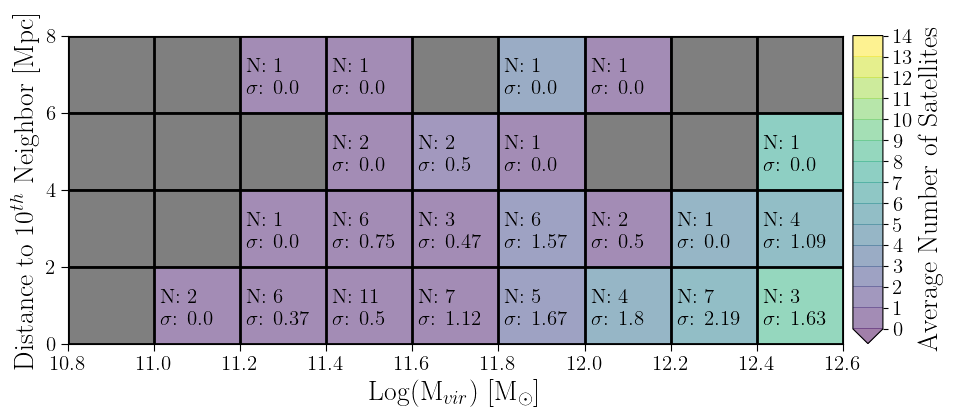 Distance to 10th Neighbor [Mpc]
8
6
4
2
0
N: 1
σ: 0.0
N: 1
σ: 0.0
N: 1
σ: 0.0
N: 1
σ: 0.0
N: 2
σ: 0.0
N: 2
σ: 0.5
N: 1
σ: 0.0
N: 1
σ: 0.0
N: 1
σ: 0.0
N: 6
σ: 0.75
N: 3
σ: 0.47
N: 6
σ: 1.57
N: 2
σ: 0.5
N: 1
σ: 0.0
N: 4
σ: 1.09
N: 2
σ: 0.0
N: 6
σ: 0.37
N: 11
σ: 0.5
N: 7
σ: 1.12
N: 5
σ: 1.67
N: 4
σ: 1.8
N: 7
σ: 2.19
N: 3
σ: 1.63
10.8 11.0 11.2 11.4 11.6 11.8 12.0 12.2 12.4 12.6
Log(Mvir) [M⊙]
14
13
12
11
10
9
8
7
6
5
4
3
2
1
0
Average Number of Satellites